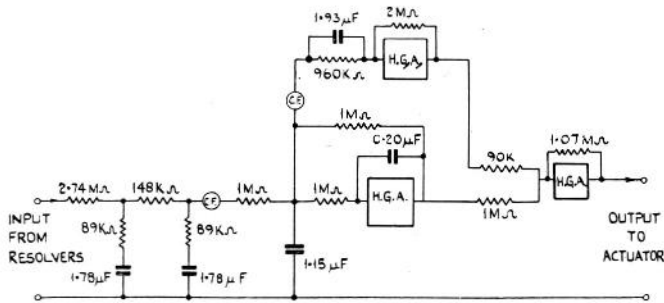 1·93μF
2MΩ
960KΩ
H.G.A.
C.F.
1MΩ
0·20μF
1·07MΩ
2·74MΩ
148KΩ
C.F.
1MΩ
1MΩ
H.G.A.
90K
H.G.A.
1MΩ
INPUT
FROM
RESOLVERS
89KΩ
89KΩ
1·78μF
1·78μF
1·15μF
OUTPUT
TO
ACTUATOR